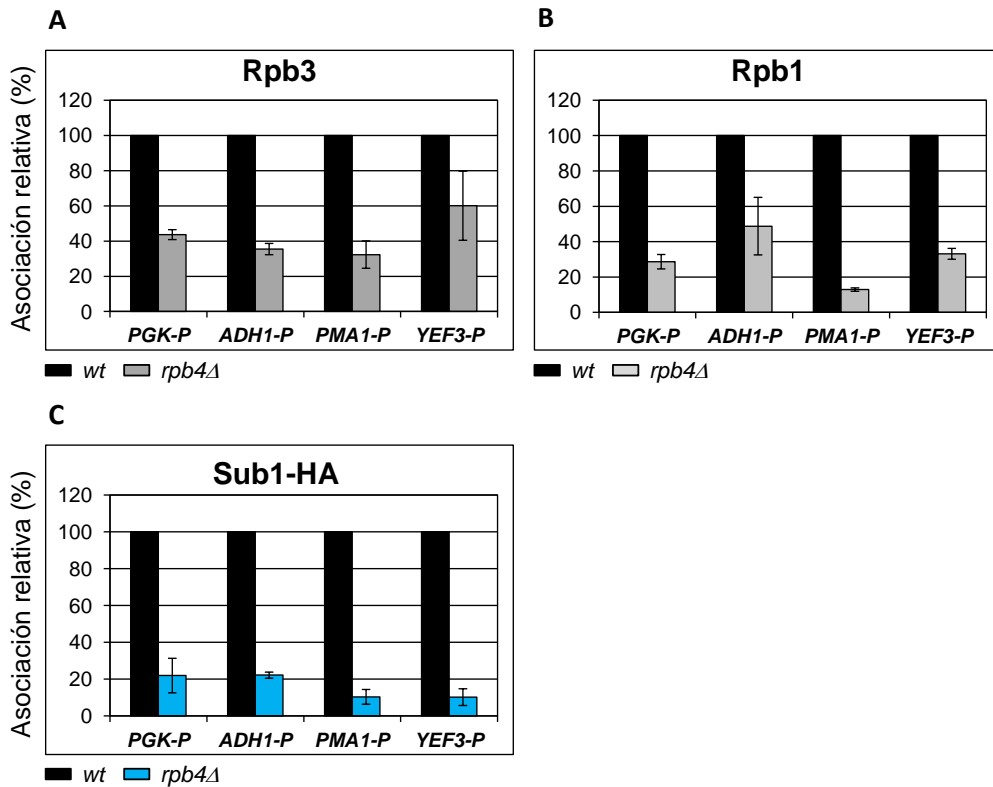 A
Rpb3
Asociación relativa (%)
120
100
80
60
40
20
0
PGK-P ADH1-P PMA1-P YEF3-P
wt rpb4Δ
B
Rpb1
120
100
80
60
40
20
0
PGK-P ADH1-P PMA1-P YEF3-P
wt rpb4Δ
C
Sub1-HA
Asociación relativa (%)
120
100
80
60
40
20
0
PGK-P ADH1-P PMA1-P YEF3-P
wt rpb4Δ